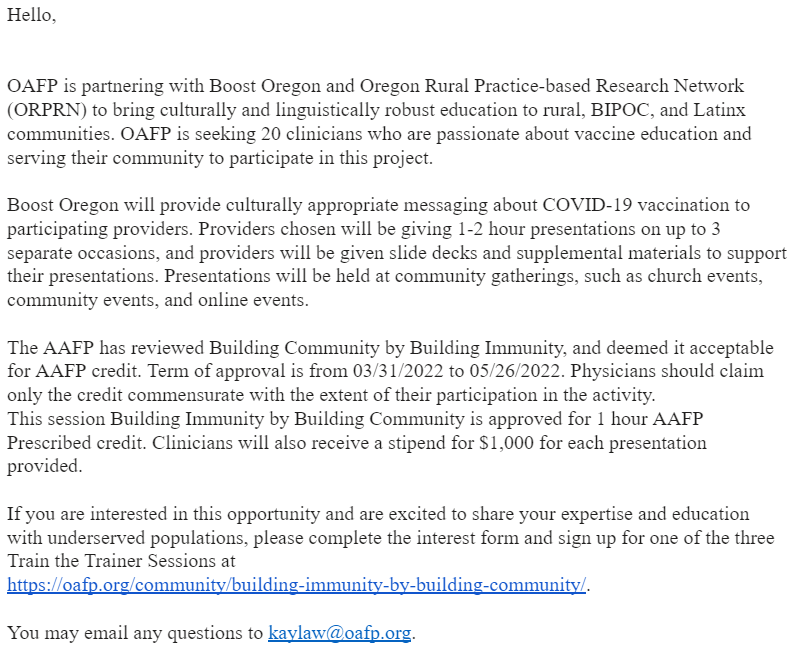 Hello,
OAFP is partnering with Boost Oregon and Oregon Rural Practice-based Research Network
(ORPRN) to bring culturally and linguistically robust education to rural, BIPOC, and Latinx
communities. OAFP is seeking 20 clinicians who are passionate about vaccine education and
serving their community to participate in this project.
Boost Oregon will provide culturally appropriate messaging about COVID-19 vaccination to
participating providers. Providers chosen will be giving 1-2 hour presentations on up to 3
separate occasions, and providers will be given slide decks and supplemental materials to support
their presentations. Presentations will be held at community gatherings, such as church events,
community events, and online events.
The AAFP has reviewed Building Community by Building Immunity, and deemed it acceptable
for AAFP credit. Term of approval is from 03/31/2022 to 05/26/2022. Physicians should claim
only the credit commensurate with the extent of their participation in the activity.
This session Building Immunity by Building Community is approved for 1 hour AAFP
Prescribed credit. Clinicians will also receive a stipend for $1,000 for each presentation
provided.
If you are interested in this opportunity and are excited to share your expertise and education
with underserved populations, please complete the interest form and sign up for one of the three
Train the Trainer Sessions at
https://oafp.org/community/building-immunity-by-building-community/.
You may email any questions to kaylaw@oafp.org.